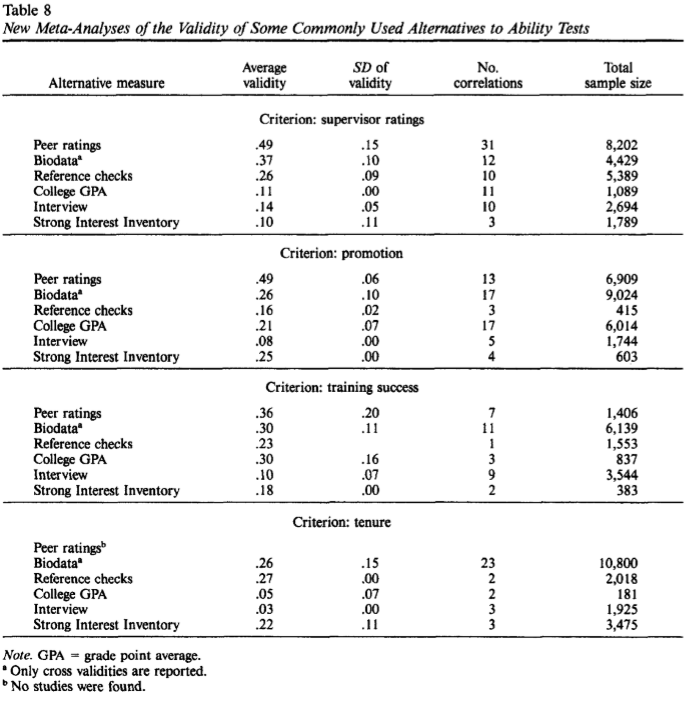 Table 8
New Meta-Analyses of the Validity of Some Commonly Used Alternatives to Ability Tests
Alternative measure Average validity SD of validity No. correlations Total sample size
Criterion: supervisor ratings
Peer ratings .49 .15 31 8,202
Biodataª .37 .10 12 4,429
Reference checks .26 .09 10 5,389
College GPA .11 .00 11 1,089
Interview .14 .05 10 2,694
Strong Interest Inventory .10 .11 3 1,789
Criterion: promotion
Peer ratings .49 .06 13 6,909
Biodataª .26 .10 17 9,024
Reference checks .16 .02 3 415
College GPA .21 .07 17 6,014
Interview .08 .00 5 1,744
Strong Interest Inventory .25 .00 4 603
Criterion: training success
Peer ratings .36 .20 7 1,406
Biodataª .30 .11 11 6,139
Reference checks .23 1 1,553
College GPA .30 .16 3 837
Interview .10 .07 9 3,544
Strong Interest Inventory .18 .00 2 383
Criterion: tenure
Peer ratingsᵇ
Biodataª .26 .15 23 10,800
Reference checks .27 .00 2 2,018
College GPA .05 .07 2 181
Interview .03 .00 3 1,925
Strong Interest Inventory .22 .11 3 3,475
Note. GPA = grade point average.
ª Only cross validities are reported.
ᵇ No studies were found.